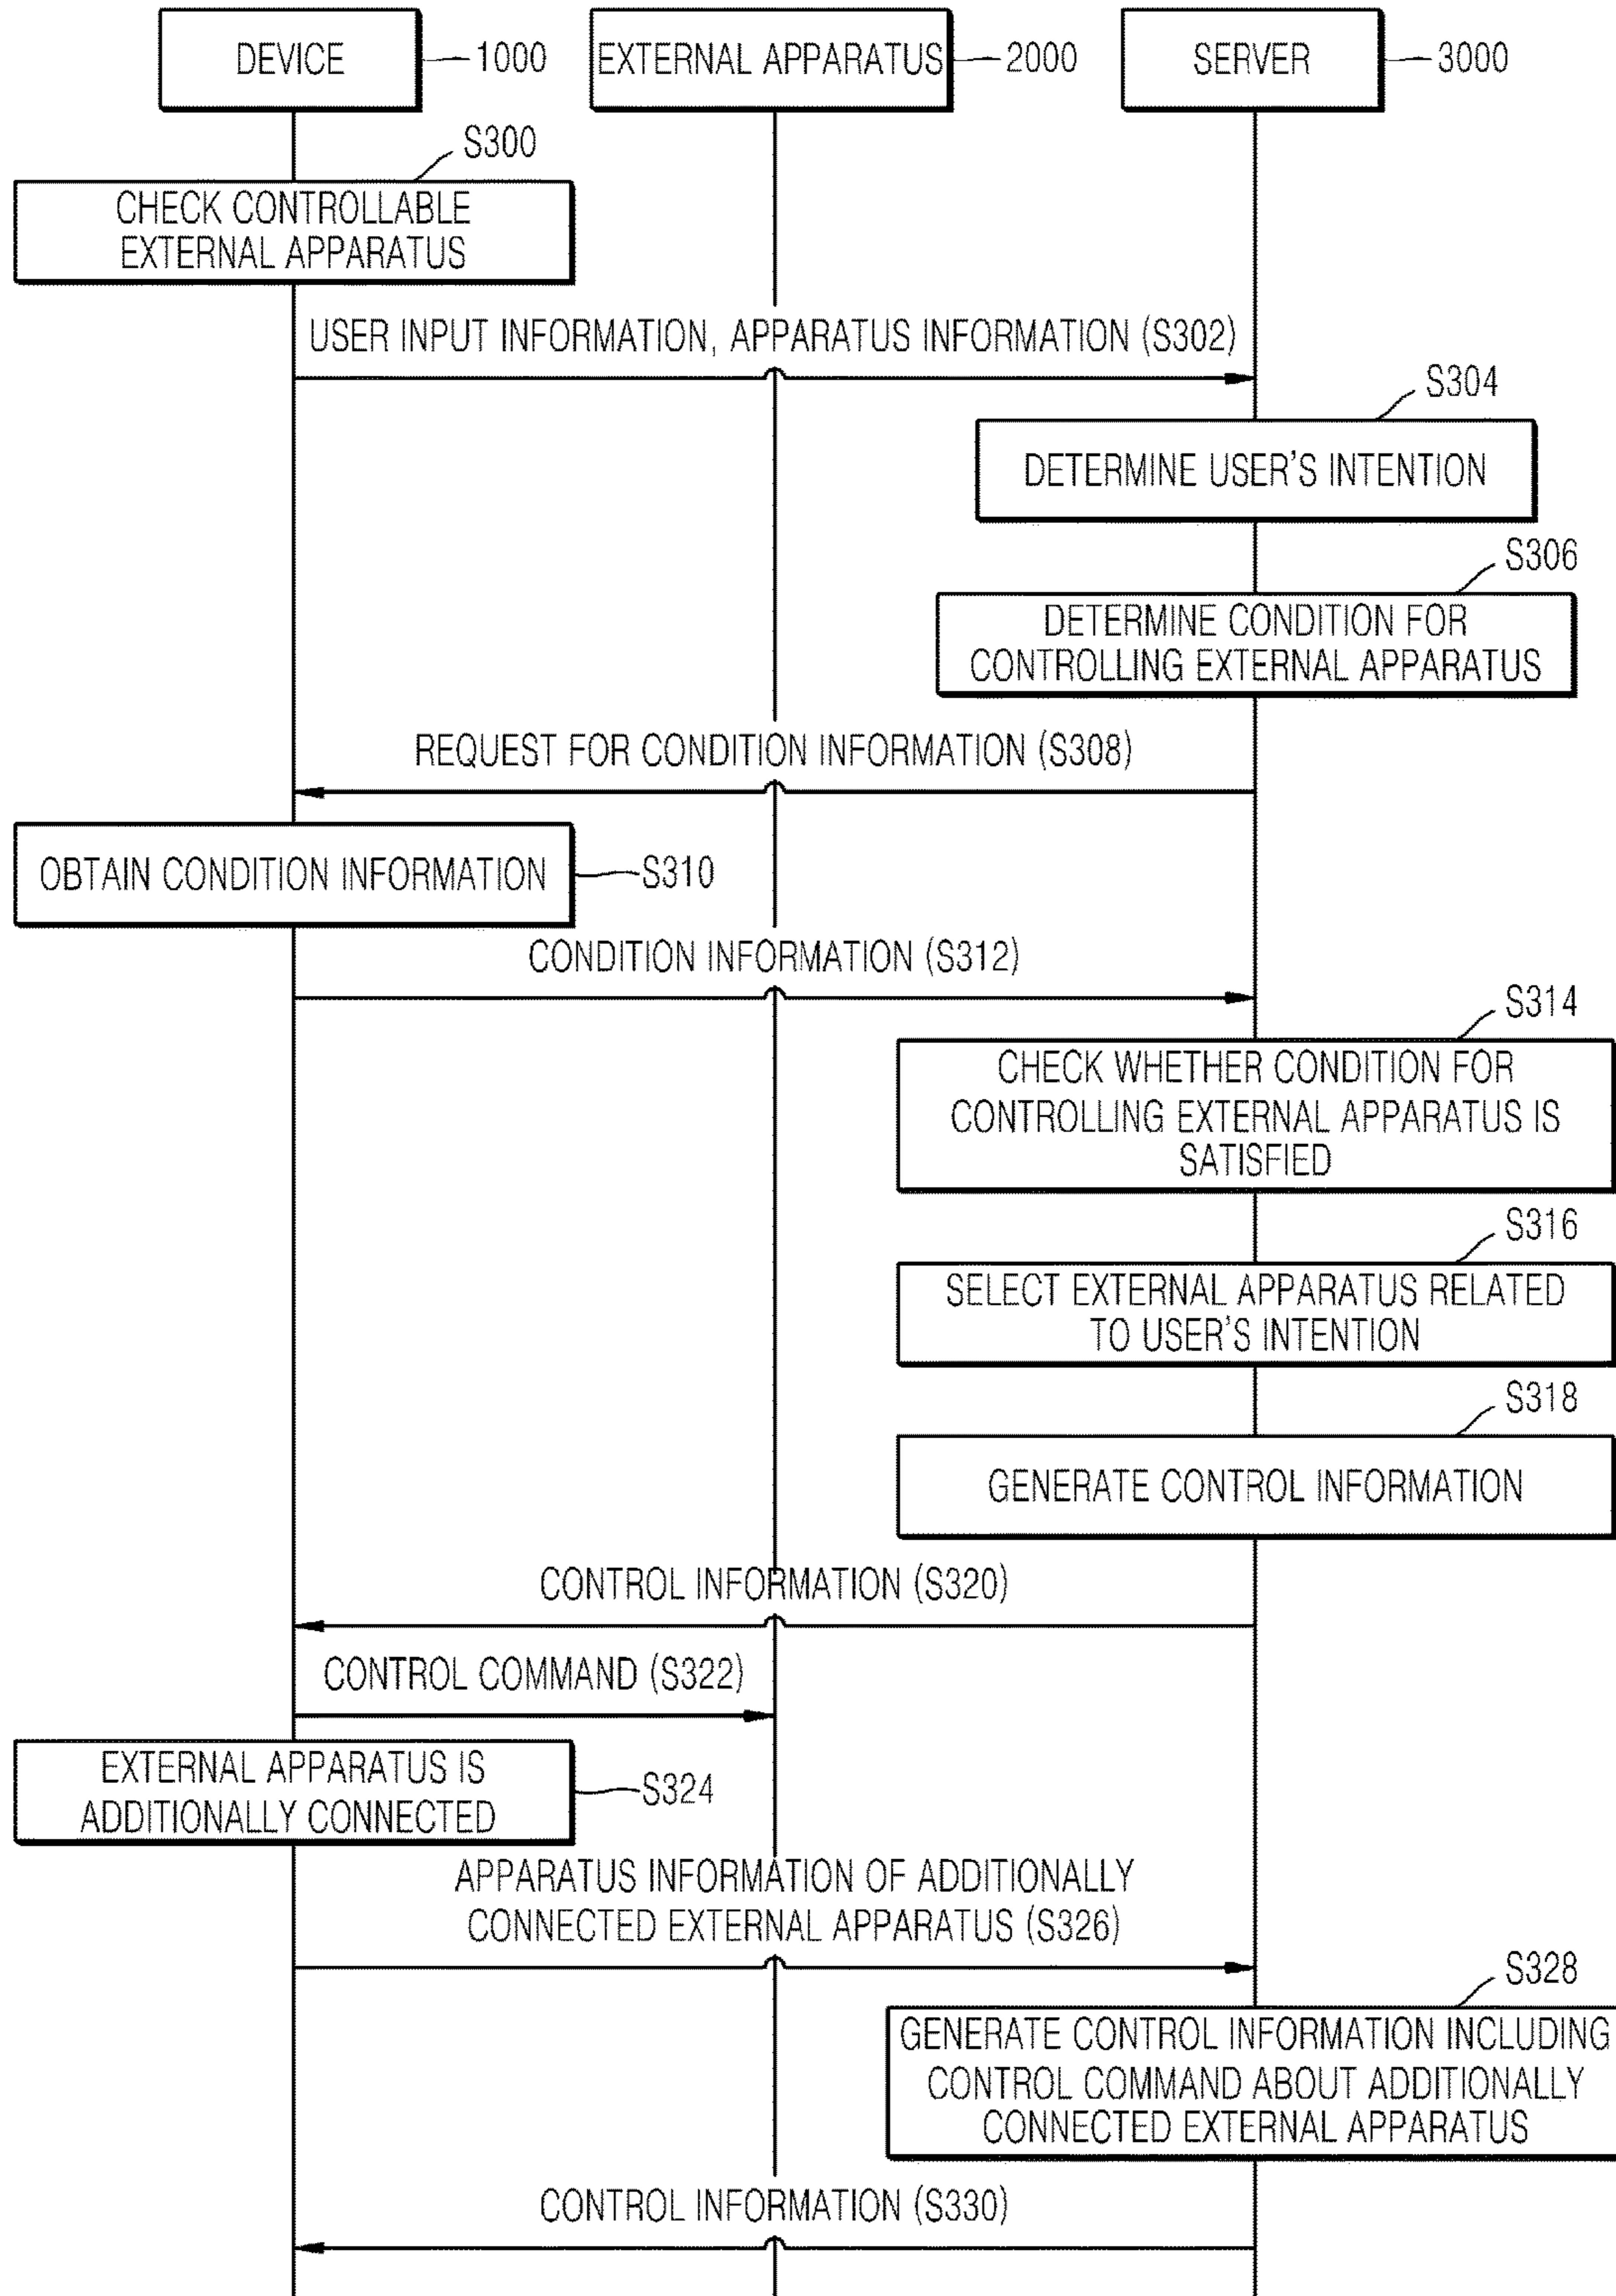 DEVICE
1000
EXTERNAL APPARATUS
2000
SERVER
3000
S300
CHECK CONTROLLABLE
EXTERNAL APPARATUS
USER INPUT INFORMATION, APPARATUS INFORMATION (S302)
S304
DETERMINE USER'S INTENTION
S306
DETERMINE CONDITION FOR
CONTROLLING EXTERNAL APPARATUS
REQUEST FOR CONDITION INFORMATION (S308)
OBTAIN CONDITION INFORMATION
S310
CONDITION INFORMATION (S312)
S314
CHECK WHETHER CONDITION FOR
CONTROLLING EXTERNAL APPARATUS IS
SATISFIED
S316
SELECT EXTERNAL APPARATUS RELATED
TO USER'S INTENTION
S318
GENERATE CONTROL INFORMATION
CONTROL INFORMATION (S320)
CONTROL COMMAND (S322)
EXTERNAL APPARATUS IS
ADDITIONALLY CONNECTED
S324
APPARATUS INFORMATION OF ADDITIONALLY
CONNECTED EXTERNAL APPARATUS (S326)
S328
GENERATE CONTROL INFORMATION INCLUDING
CONTROL COMMAND ABOUT ADDITIONALLY
CONNECTED EXTERNAL APPARATUS
CONTROL INFORMATION (S330)